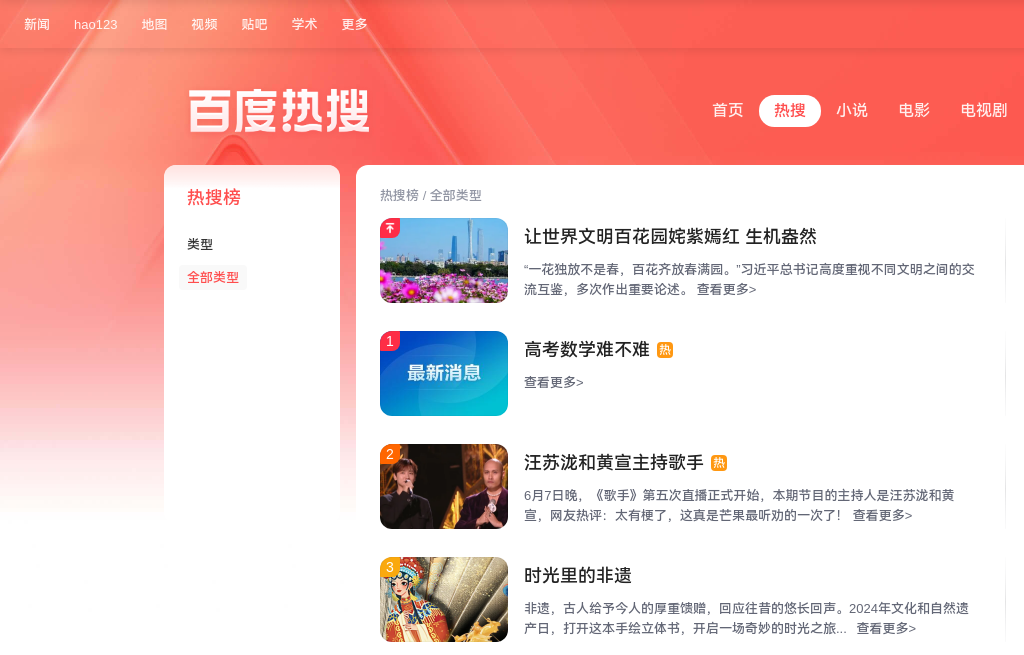 新闻 hao123 地图 视频 贴吧 学术 更多
百度热搜
首页 热搜 小说 电影 电视剧
热搜榜
类型
全部类型
热搜榜 / 全部类型
让世界文明百花园姹紫嫣红 生机盎然
“一花独放不是春，百花齐放春满园。”习近平总书记高度重视不同文明之间的交
流互鉴，多次作出重要论述。 查看更多>
1
最新消息
高考数学难不难 热
查看更多>
2
汪苏泷和黄宣主持歌手 热
6月7日晚，《歌手》第五次直播正式开始，本期节目的主持人是汪苏泷和黄
宣，网友热评：太有梗了，这真是芒果最听劝的一次了！ 查看更多>
3
时光里的非遗
非遗，古人给予今人的厚重馈赠，回应往昔的悠长回声。2024年文化和自然遗
产日，打开这本手绘立体书，开启一场奇妙的时光之旅... 查看更多>